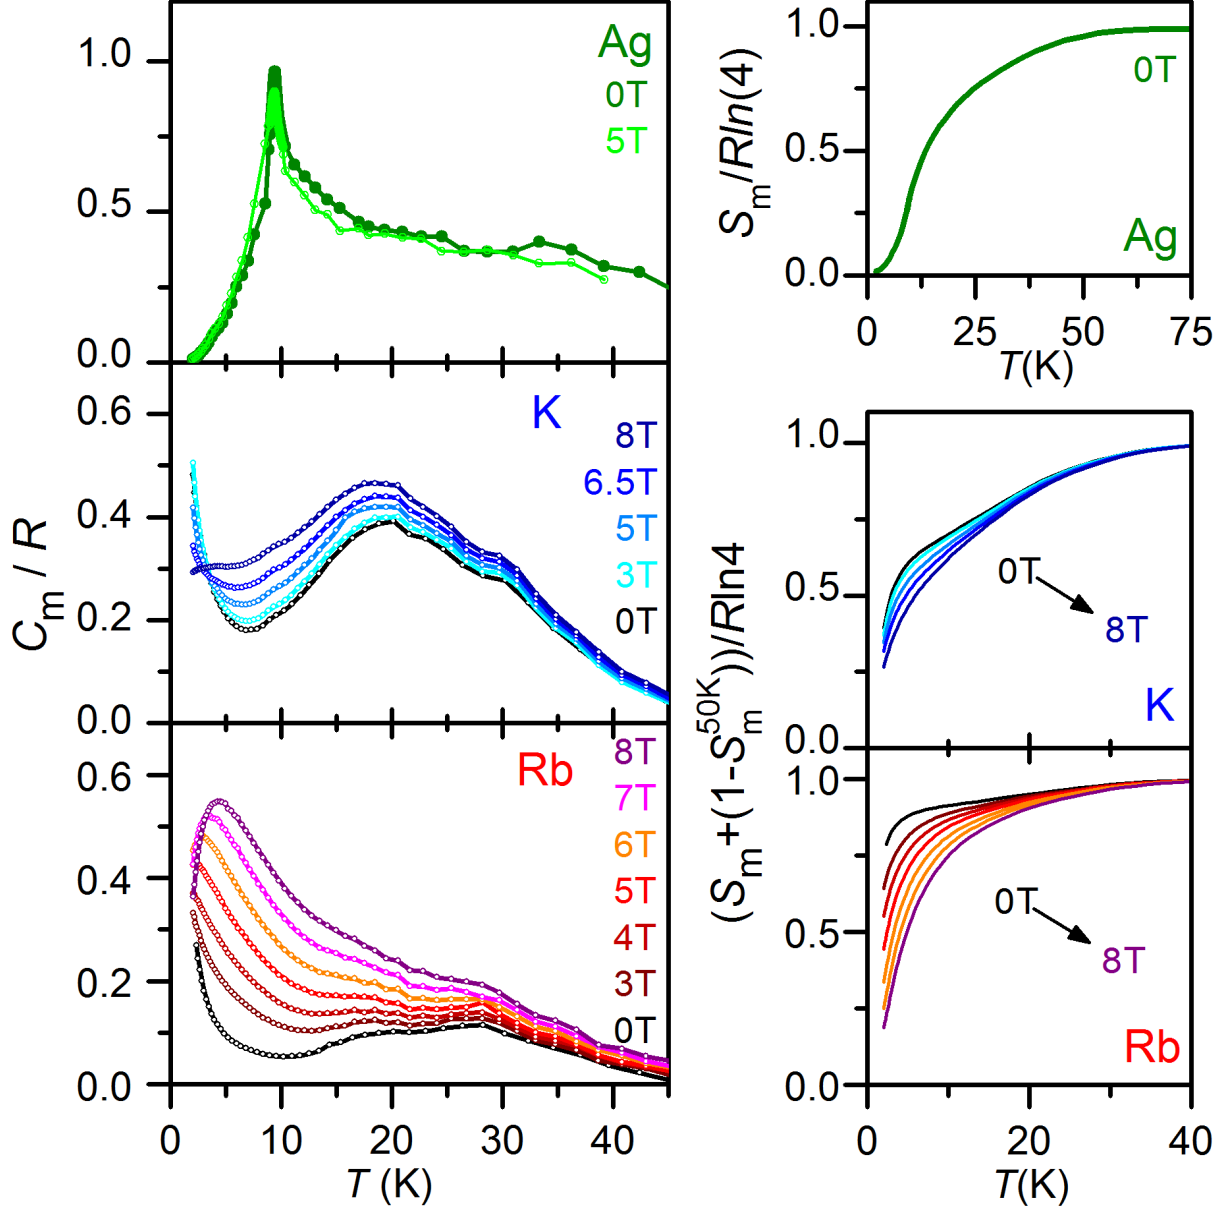 C_m / R
1.0
0.5
0.0
Ag
0T
5T
0.6
0.4
0.2
0.0
K
8T
6.5T
5T
3T
0T
0.6
0.4
0.2
0.0
Rb
8T
7T
6T
5T
4T
3T
0T
0 10 20 30 40
T (K)
S_m/Rln(4)
1.0
0.5
0.0
0T
Ag
0 25 50 75
T(K)
(S_m+(1-S_m^50K))/Rln4
1.0
0.5
0.0
0T
8T
K
1.0
0.5
0.0
0T
8T
Rb
0 20 40
T(K)